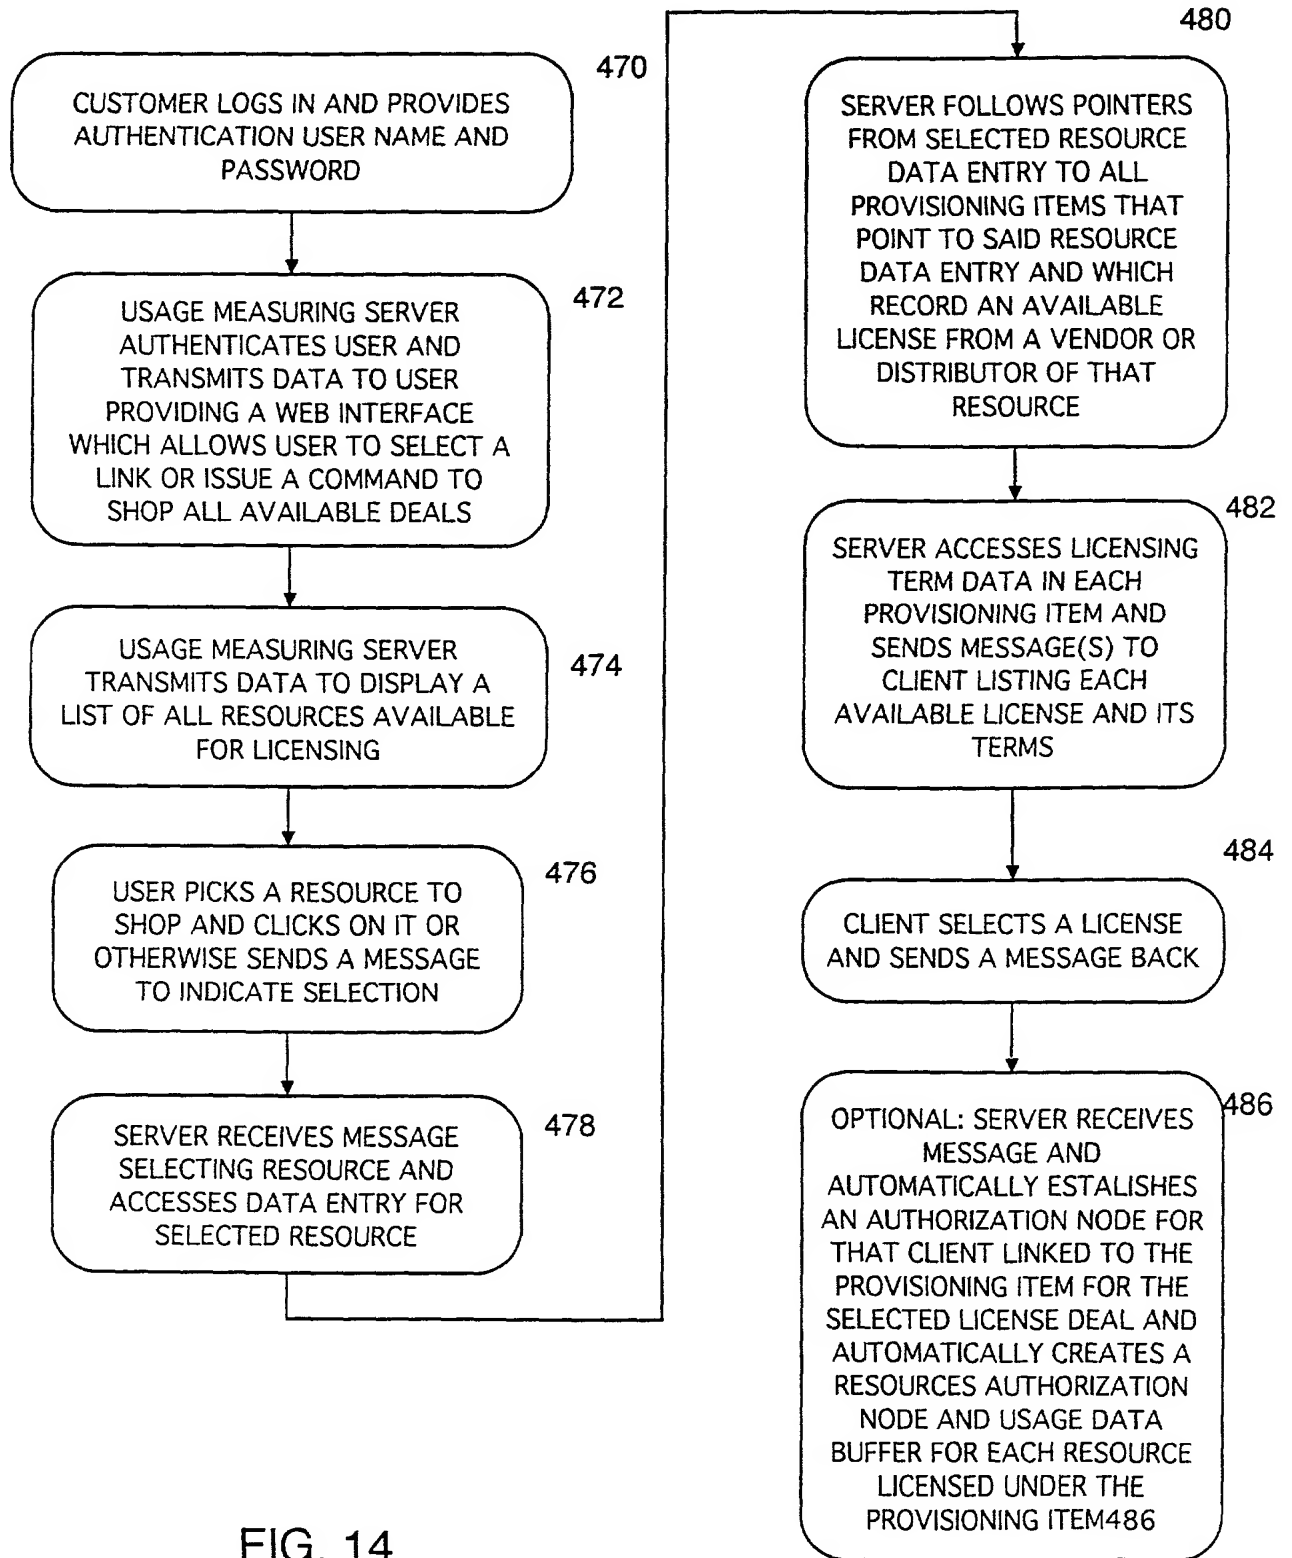 470
CUSTOMER LOGS IN AND PROVIDES
AUTHENTICATION USER NAME AND
PASSWORD
472
USAGE MEASURING SERVER
AUTHENTICATES USER AND
TRANSMITS DATA TO USER
PROVIDING A WEB INTERFACE
WHICH ALLOWS USER TO SELECT A
LINK OR ISSUE A COMMAND TO
SHOP ALL AVAILABLE DEALS
474
USAGE MEASURING SERVER
TRANSMITS DATA TO DISPLAY A
LIST OF ALL RESOURCES AVAILABLE
FOR LICENSING
476
USER PICKS A RESOURCE TO
SHOP AND CLICKS ON IT OR
OTHERWISE SENDS A MESSAGE
TO INDICATE SELECTION
478
SERVER RECEIVES MESSAGE
SELECTING RESOURCE AND
ACCESSES DATA ENTRY FOR
SELECTED RESOURCE
480
SERVER FOLLOWS POINTERS
FROM SELECTED RESOURCE
DATA ENTRY TO ALL
PROVISIONING ITEMS THAT
POINT TO SAID RESOURCE
DATA ENTRY AND WHICH
RECORD AN AVAILABLE
LICENSE FROM A VENDOR OR
DISTRIBUTOR OF THAT
RESOURCE
482
SERVER ACCESSES LICENSING
TERM DATA IN EACH
PROVISIONING ITEM AND
SENDS MESSAGE(S) TO
CLIENT LISTING EACH
AVAILABLE LICENSE AND ITS
TERMS
484
CLIENT SELECTS A LICENSE
AND SENDS A MESSAGE BACK
486
OPTIONAL: SERVER RECEIVES
MESSAGE AND
AUTOMATICALLY ESTALISHES
AN AUTHORIZATION NODE FOR
THAT CLIENT LINKED TO THE
PROVISIONING ITEM FOR THE
SELECTED LICENSE DEAL AND
AUTOMATICALLY CREATES A
RESOURCES AUTHORIZATION
NODE AND USAGE DATA
BUFFER FOR EACH RESOURCE
LICENSED UNDER THE
PROVISIONING ITEM486
FIG. 14